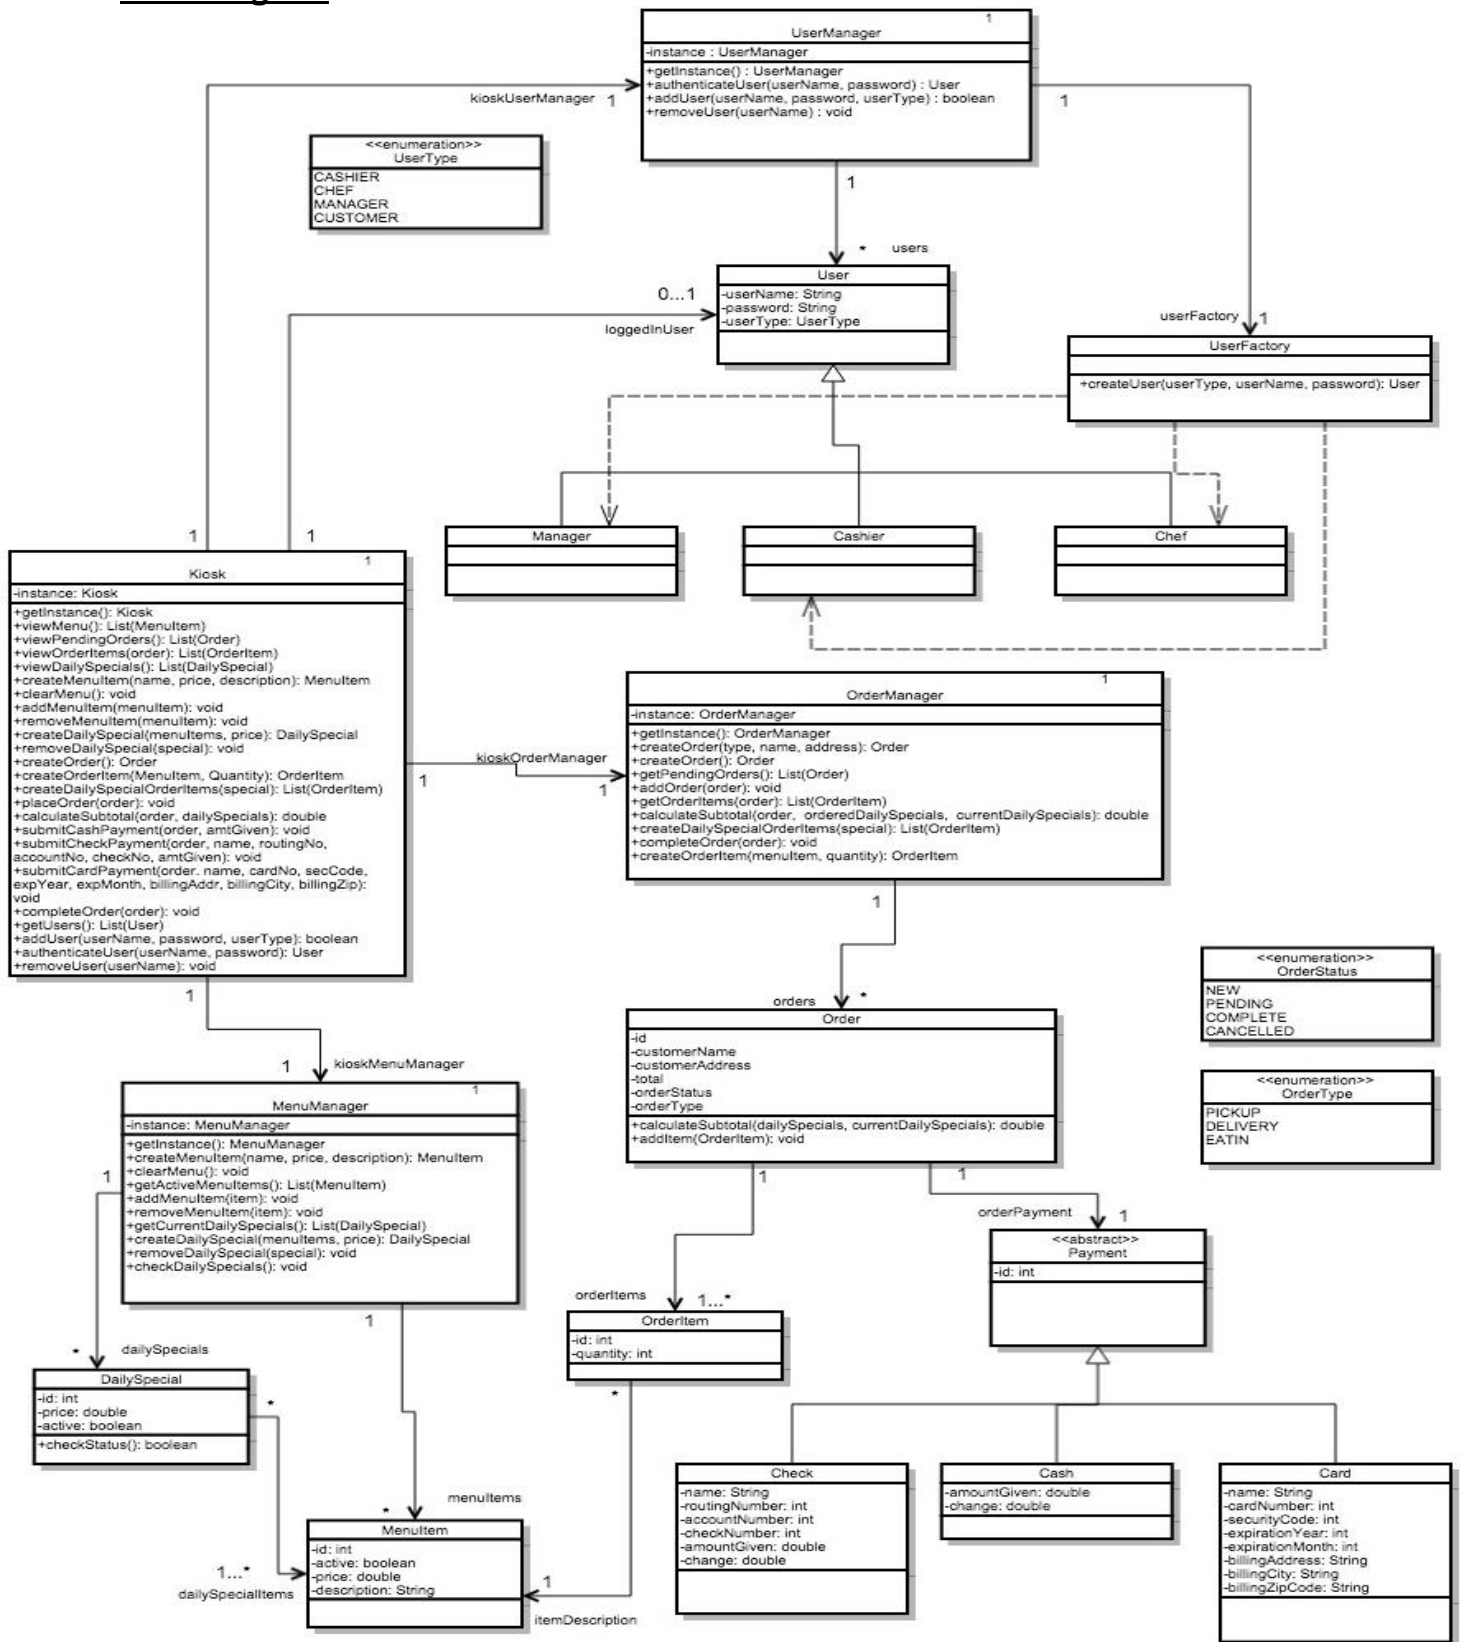 1
UserManager
-instance : UserManager
+getInstance() : UserManager
+authenticateUser(userName, password) : User
+addUser(userName, password, userType) : boolean
+removeUser(userName) : void
kioskUserManager 1
1
<<enumeration>>
UserType
CASHIER
CHEF
MANAGER
CUSTOMER
1
* users
User
-userName: String
-password: String
-userType: UserType
0...1
loggedInUser
userFactory 1
UserFactory
+createUser(userType, userName, password): User
Manager
Cashier
Chef
1
1
1
Kiosk
-instance: Kiosk
+getInstance(): Kiosk
+viewMenu(): List(MenuItem)
+viewPendingOrders(): List(Order)
+viewOrderItems(order): List(OrderItem)
+viewDailySpecials(): List(DailySpecial)
+createMenuItem(name, price, description): MenuItem
+clearMenu(): void
+addMenuItem(menuItem): void
+removeMenuItem(menuItem): void
+createDailySpecial(menuItems, price): DailySpecial
+removeDailySpecial(special): void
+createOrder(): Order
+createOrderItem(MenuItem, Quantity): OrderItem
+createDailySpecialOrderItems(special): List(OrderItem)
+placeOrder(order): void
+calculateSubtotal(order, dailySpecials): double
+submitCashPayment(order, amtGiven): void
+submitCheckPayment(order, name, routingNo,
accountNo, checkNo, amtGiven): void
+submitCardPayment(order. name, cardNo, secCode,
expYear, expMonth, billingAddr, billingCity, billingZip):
void
+completeOrder(order): void
+getUsers(): List(User)
+addUser(userName, password, userType): boolean
+authenticateUser(userName, password): User
+removeUser(userName): void
kioskOrderManager
1
1
1
OrderManager
-instance: OrderManager
+getInstance(): OrderManager
+createOrder(type, name, address): Order
+createOrder(): Order
+getPendingOrders(): List(Order)
+addOrder(order): void
+getOrderItems(order): List(OrderItem)
+calculateSubtotal(order, orderedDailySpecials, currentDailySpecials): double
+createDailySpecialOrderItems(special): List(OrderItem)
+completeOrder(order): void
+createOrderItem(menuItem, quantity): OrderItem
1
orders *
Order
-id
-customerName
-customerAddress
-total
-orderStatus
-orderType
+calculateSubtotal(dailySpecials, currentDailySpecials): double
+addItem(OrderItem): void
<<enumeration>>
OrderStatus
NEW
PENDING
COMPLETE
CANCELLED
<<enumeration>>
OrderType
PICKUP
DELIVERY
EATIN
1
1 kioskMenuManager
1
MenuManager
-instance: MenuManager
+getInstance(): MenuManager
+createMenuItem(name, price, description): MenuItem
+clearMenu(): void
+getActiveMenuItems(): List(MenuItem)
+addMenuItem(item): void
+removeMenuItem(item): void
+getCurrentDailySpecials(): List(DailySpecial)
+createDailySpecial(menuItems, price): DailySpecial
+removeDailySpecial(special): void
+checkDailySpecials(): void
1
1
1
1
orderPayment 1
<<abstract>>
Payment
-id: int
orderItems 1...*
OrderItem
-id: int
-quantity: int
*
1
* dailySpecials
DailySpecial
-id: int
-price: double
-active: boolean
+checkStatus(): boolean
*
menuItems
*
MenuItem
-id: int
-active: boolean
-price: double
-description: String
1...*
dailySpecialItems
1
itemDescription
Check
-name: String
-routingNumber: int
-accountNumber: int
-checkNumber: int
-amountGiven: double
-change: double
Cash
-amountGiven: double
-change: double
Card
-name: String
-cardNumber: int
-securityCode: int
-expirationYear: int
-expirationMonth: int
-billingAddress: String
-billingCity: String
-billingZipCode: String